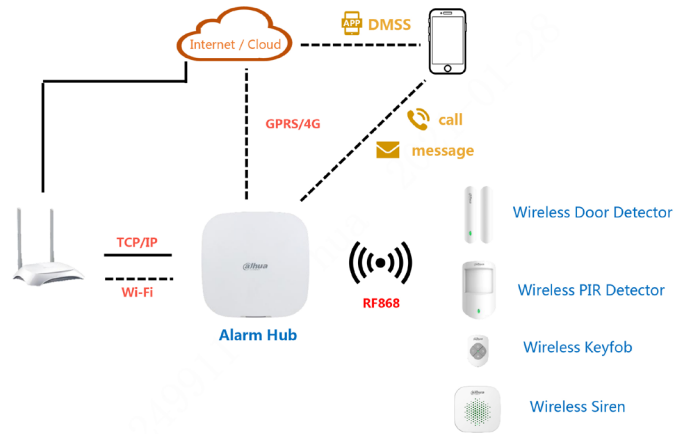 APP DMSS
Internet / Cloud
GPRS/4G
call
message
Wireless Door Detector
TCP/IP
alhua
Wi-Fi
RF868
Wireless PIR Detector
Alarm Hub
Wireless Keyfob
Wireless Siren